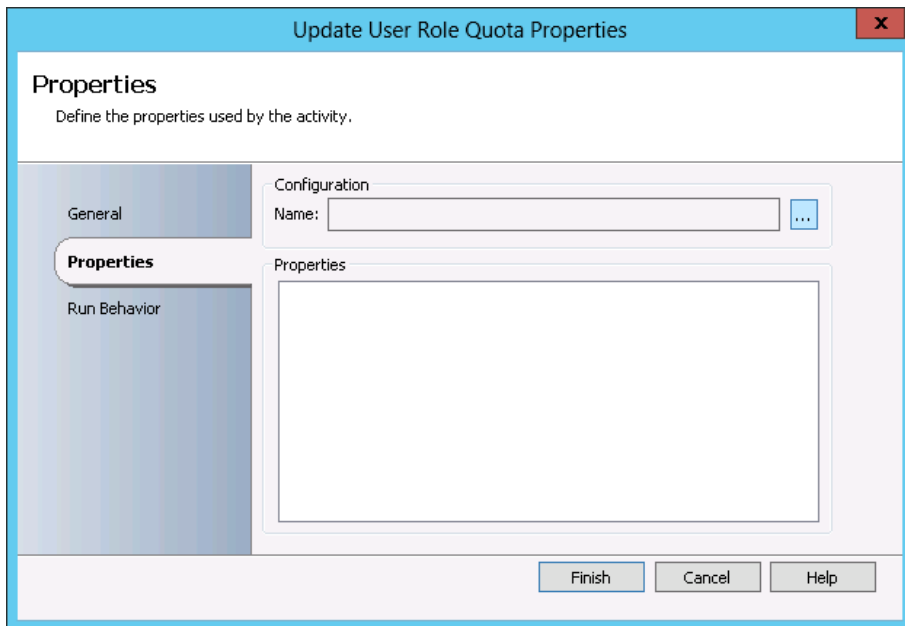 Update User Role Quota Properties
x
Properties
Define the properties used by the activity.
General
Properties
Run Behavior
Configuration
Name:
...
Properties
Finish
Cancel
Help